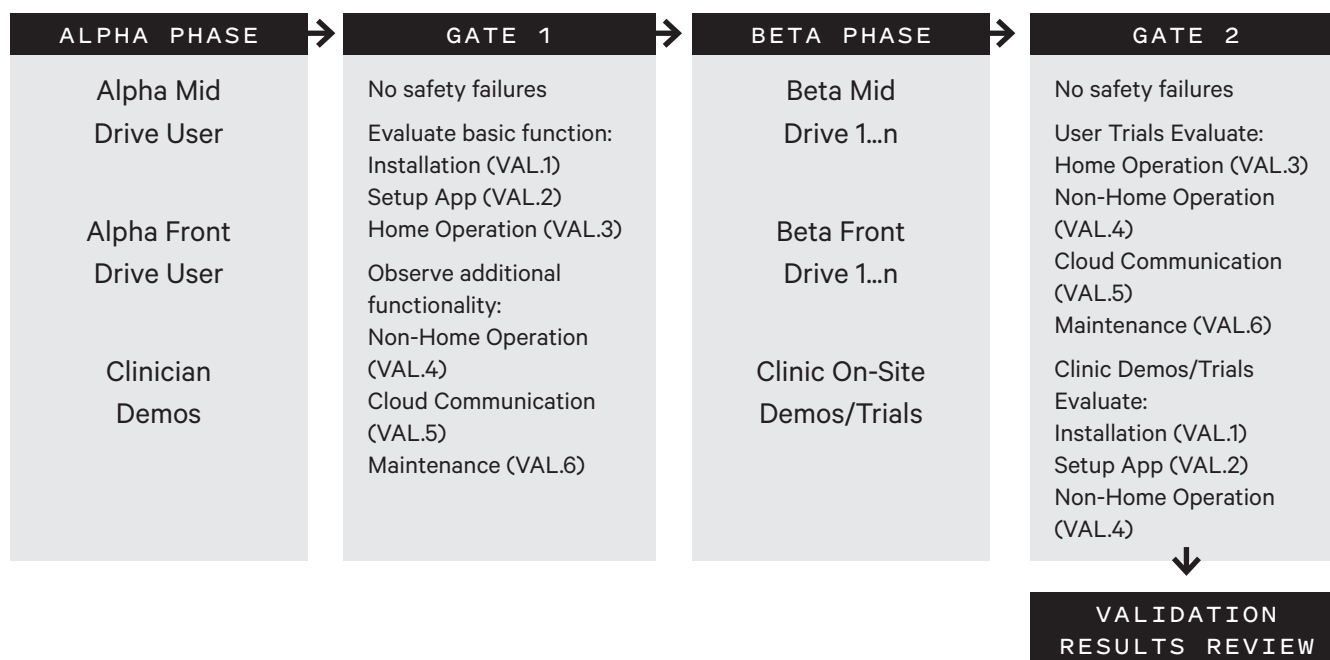 ALPHA PHASE
Alpha Mid
Drive User
Alpha Front
Drive User
Clinician
Demos
GATE 1
No safety failures
Evaluate basic function:
Installation (VAL.1)
Setup App (VAL.2)
Home Operation (VAL.3)
Observe additional
functionality:
Non-Home Operation
(VAL.4)
Cloud Communication
(VAL.5)
Maintenance (VAL.6)
BETA PHASE
Beta Mid
Drive 1...n
Beta Front
Drive 1...n
Clinic On-Site
Demos/Trials
GATE 2
No safety failures
User Trials Evaluate:
Home Operation (VAL.3)
Non-Home Operation
(VAL.4)
Cloud Communication
(VAL.5)
Maintenance (VAL.6)
Clinic Demos/Trials
Evaluate:
Installation (VAL.1)
Setup App (VAL.2)
Non-Home Operation
(VAL.4)
VALIDATION
RESULTS REVIEW